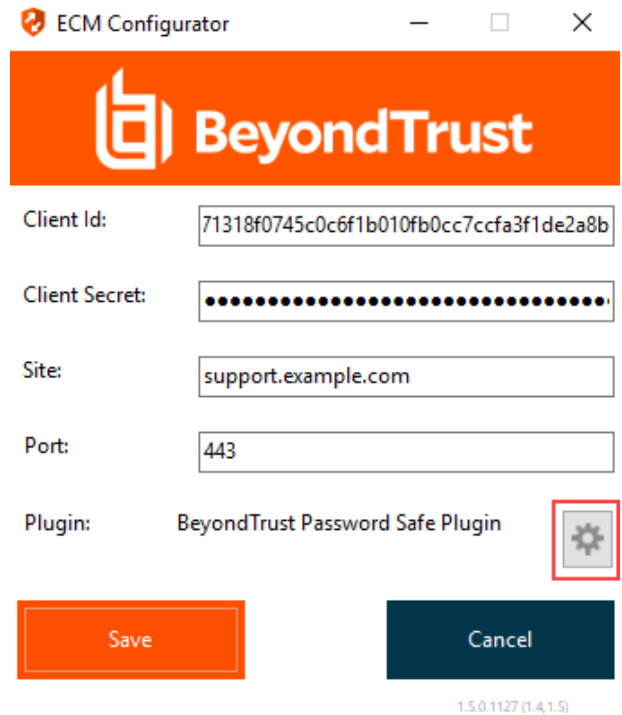 ECM Configurator
BeyondTrust
Client Id: 71318f0745c0c6f1b010fb0cc7ccfa3f1de2a8b
Client Secret: ●●●●●●●●●●●●●●●●●●●●●●●●●●●●●●●●●
Site: support.example.com
Port: 443
Plugin: BeyondTrust Password Safe Plugin
Save Cancel
1.5.0.1127 (1.4,1.5)